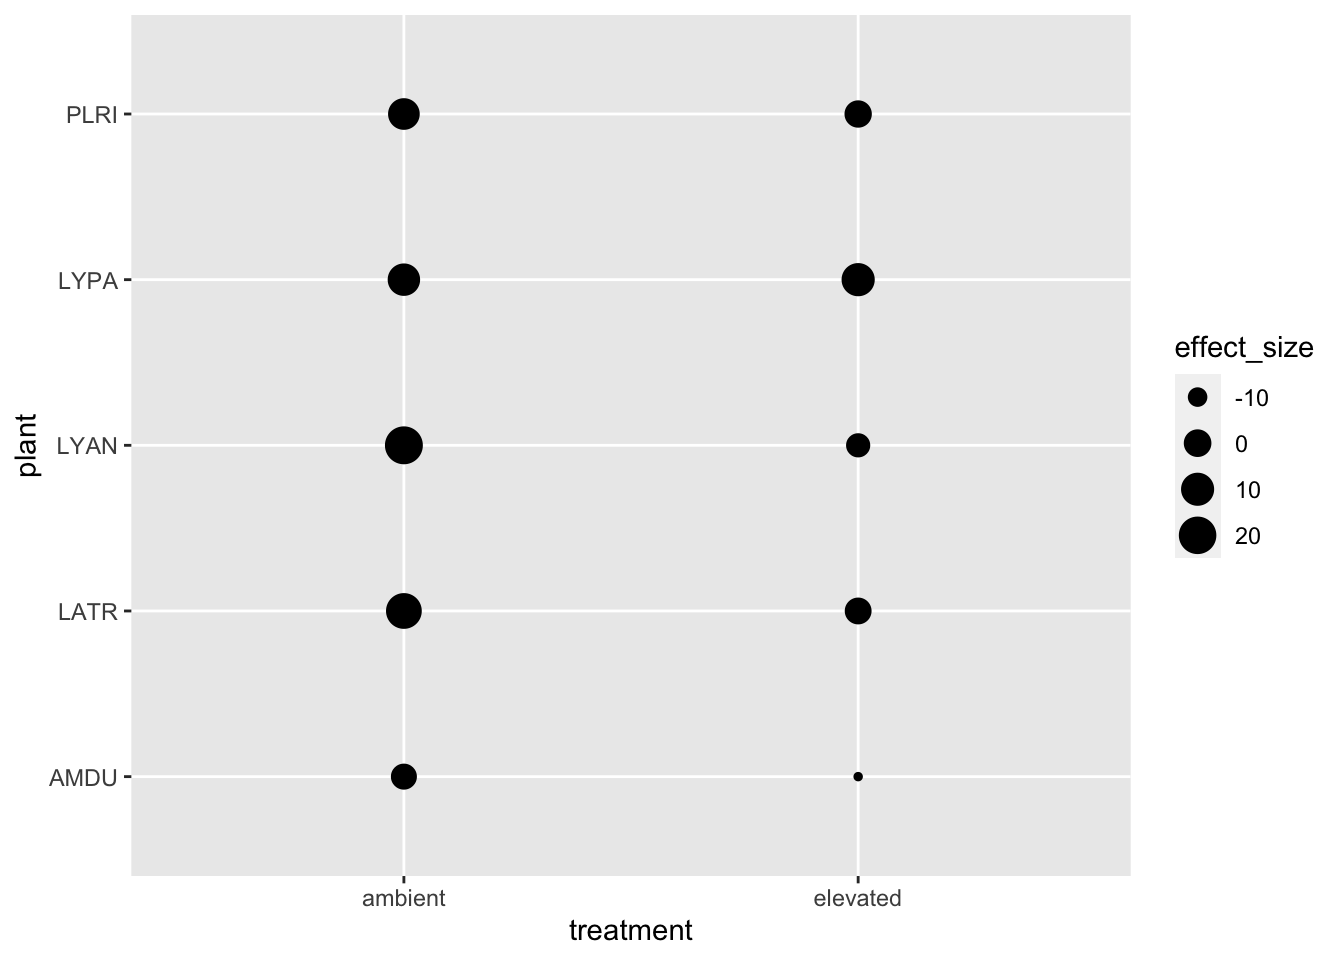 PLRI
LYPA
LYAN
LATR
AMDU
plant
ambient
elevated
treatment
effect_size
-10
0
10
20